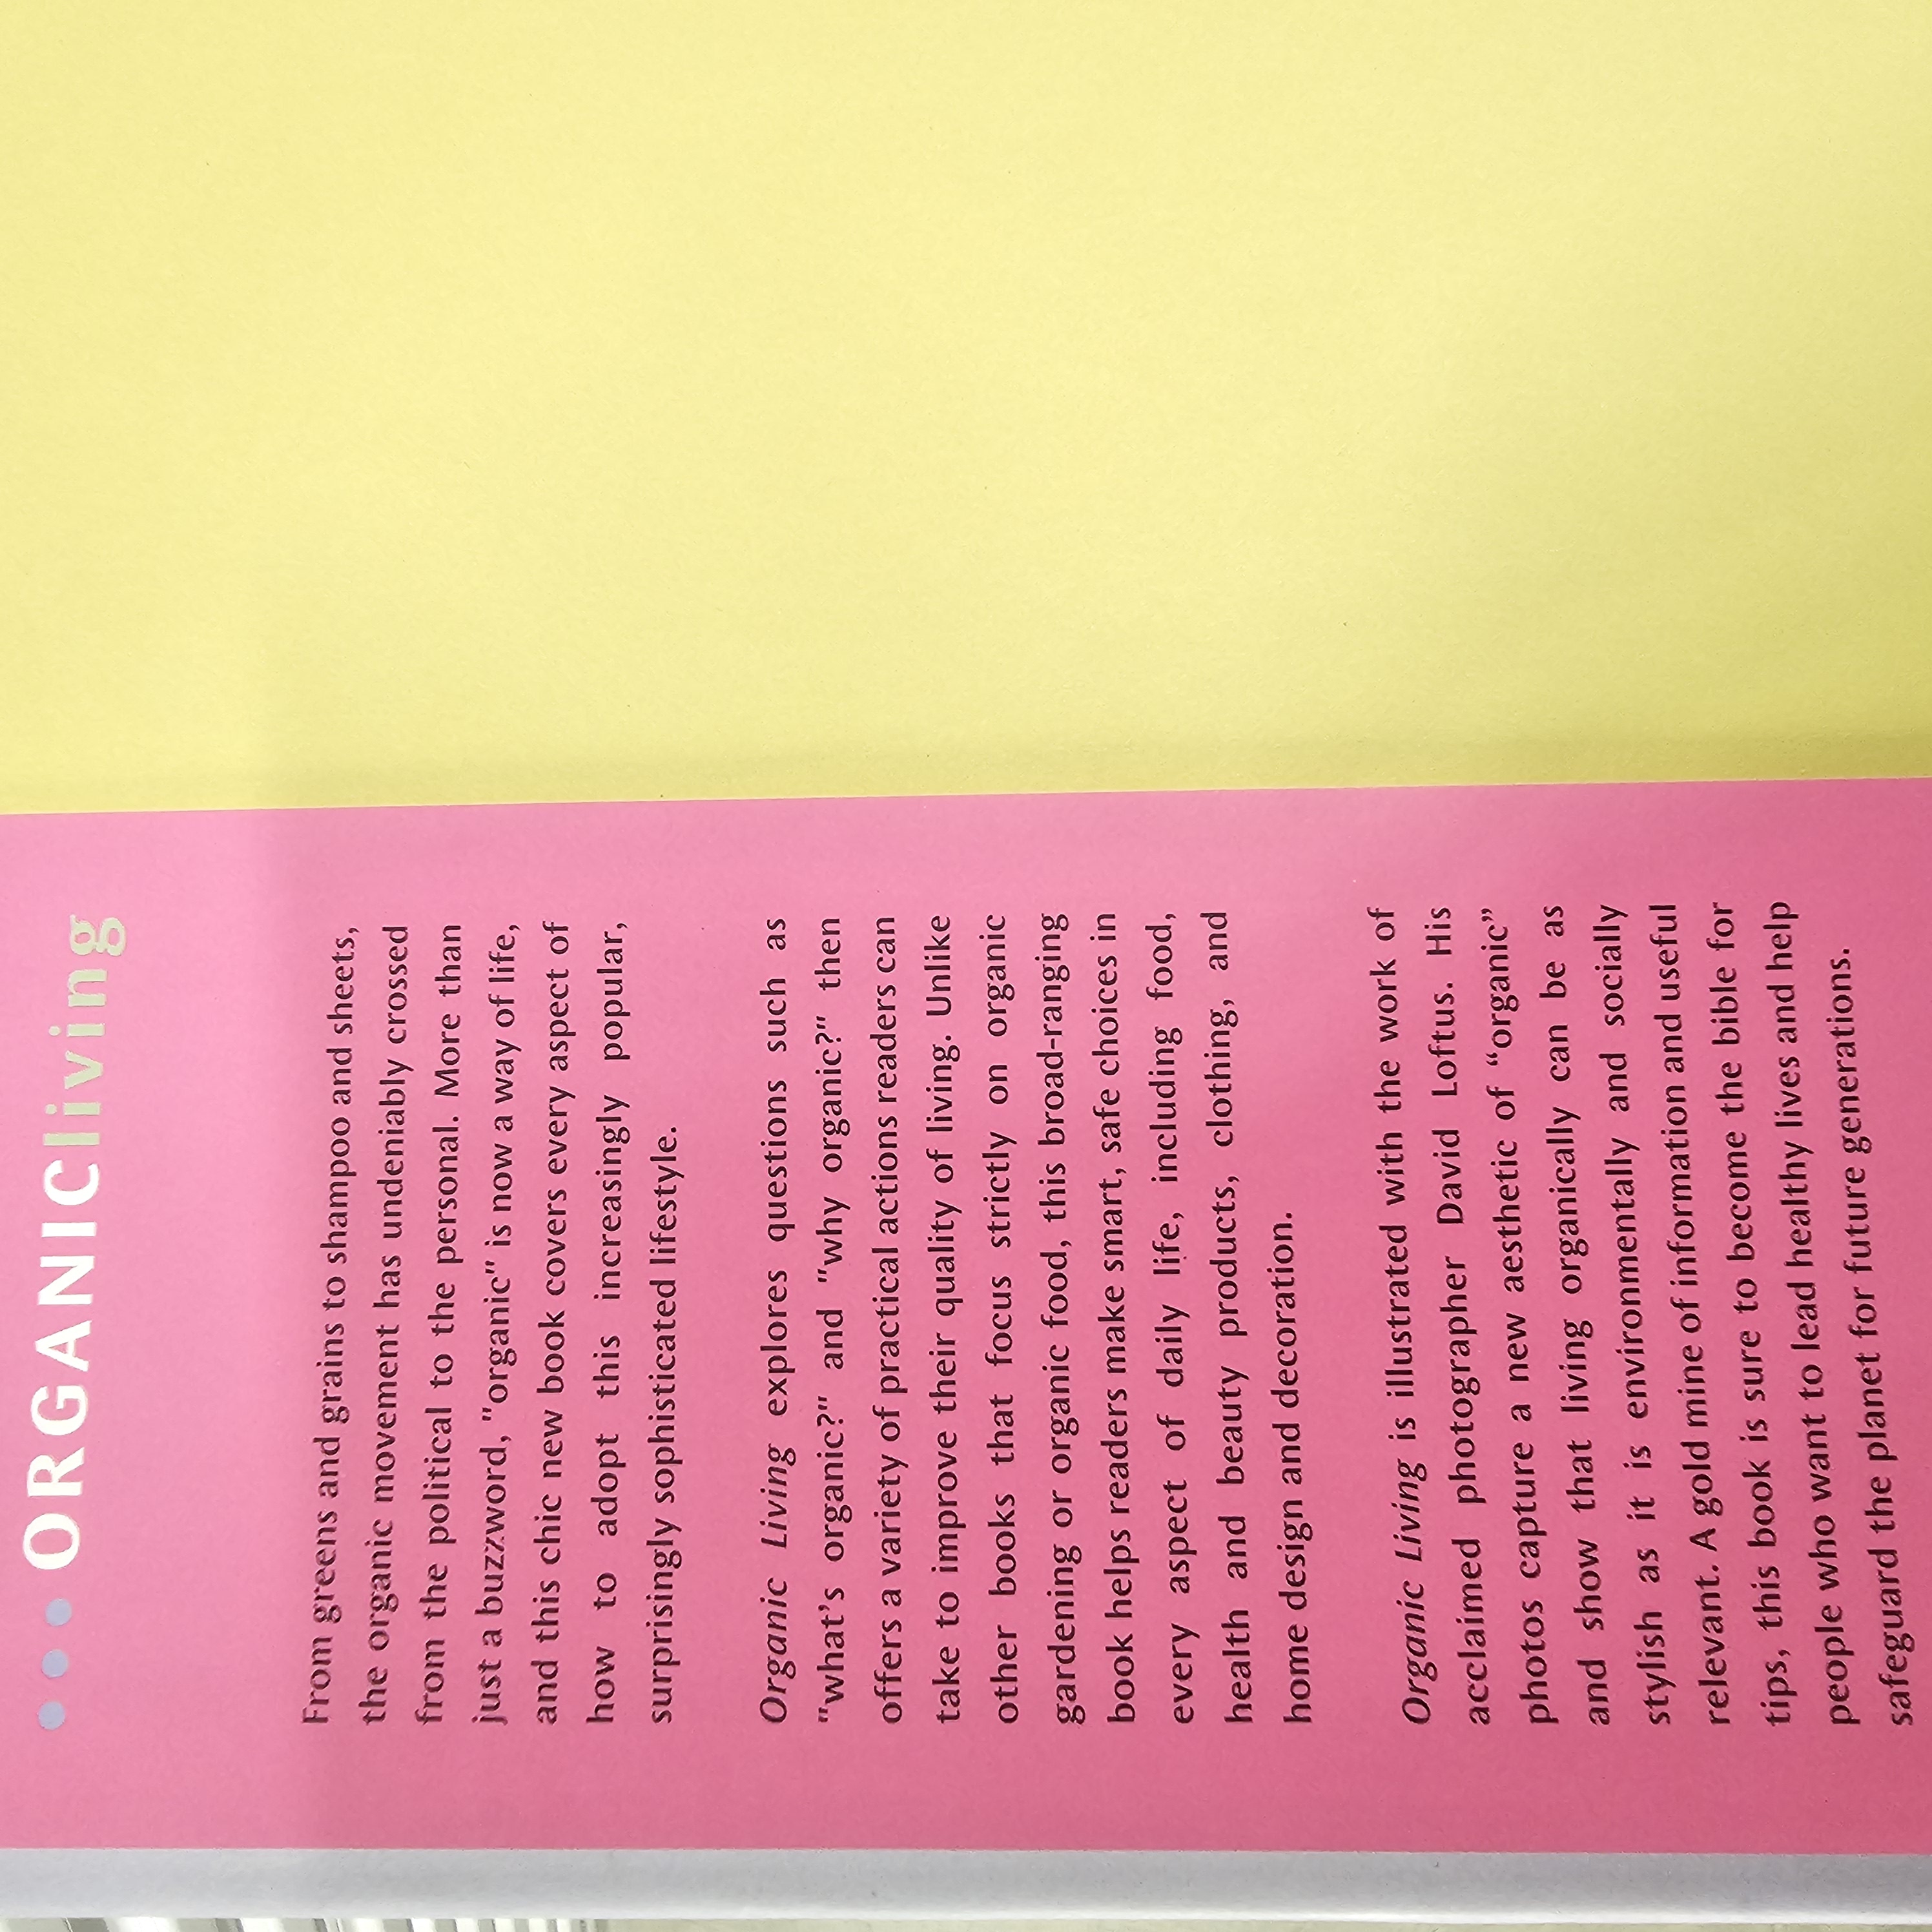 ORGANICliving
From greens and grains to shampoo and sheets,
the organic movement has undeniably crossed
from the political to the personal. More than
just a buzzword, "organic" is now a way of life,
and this chic new book covers every aspect of
how to adopt this increasingly popular,
surprisingly sophisticated lifestyle.
Organic Living explores questions such as
"what's organic?" and "why organic?" then
offers a variety of practical actions readers can
take to improve their quality of living. Unlike
other books that focus strictly on organic
gardening or organic food, this broad-ranging
book helps readers make smart, safe choices in
every aspect of daily life, including food,
health and beauty products, clothing, and
home design and decoration.
Organic Living is illustrated with the work of
acclaimed photographer David Loftus. His
photos capture a new aesthetic of “organic”
and show that living organically can be as
stylish as it is environmentally and socially
relevant. A gold mine of information and useful
tips, this book is sure to become the bible for
people who want to lead healthy lives and help
safeguard the planet for future generations.